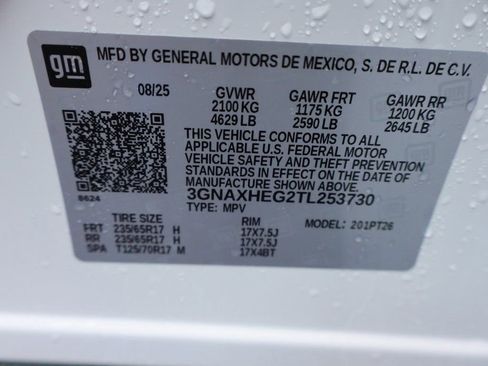 gm
MFD BY GENERAL MOTORS DE MEXICO, S. DE R.L. DE C.V.
08/25 GVWR GAWR FRT GAWR RR
2100 KG 1175 KG 1200 KG
4629 LB 2590 LB 2645 LB
THIS VEHICLE CONFORMS TO ALL
APPLICABLE U.S. FEDERAL MOTOR
VEHICLE SAFETY AND THEFT PREVENTION
STANDARDS IN EFFECT ON THE DATE OF
MANUFACTURE SHOWN ABOVE.
8624 3GNAXHEG2TL253730
TYPE: MPV
TIRE SIZE RIM MODEL: 201PT26
FRT 235/65R17 H 17X7.5J
RR 235/65R17 H 17X7.5J
SPA T125/70R17 M 17X4BT